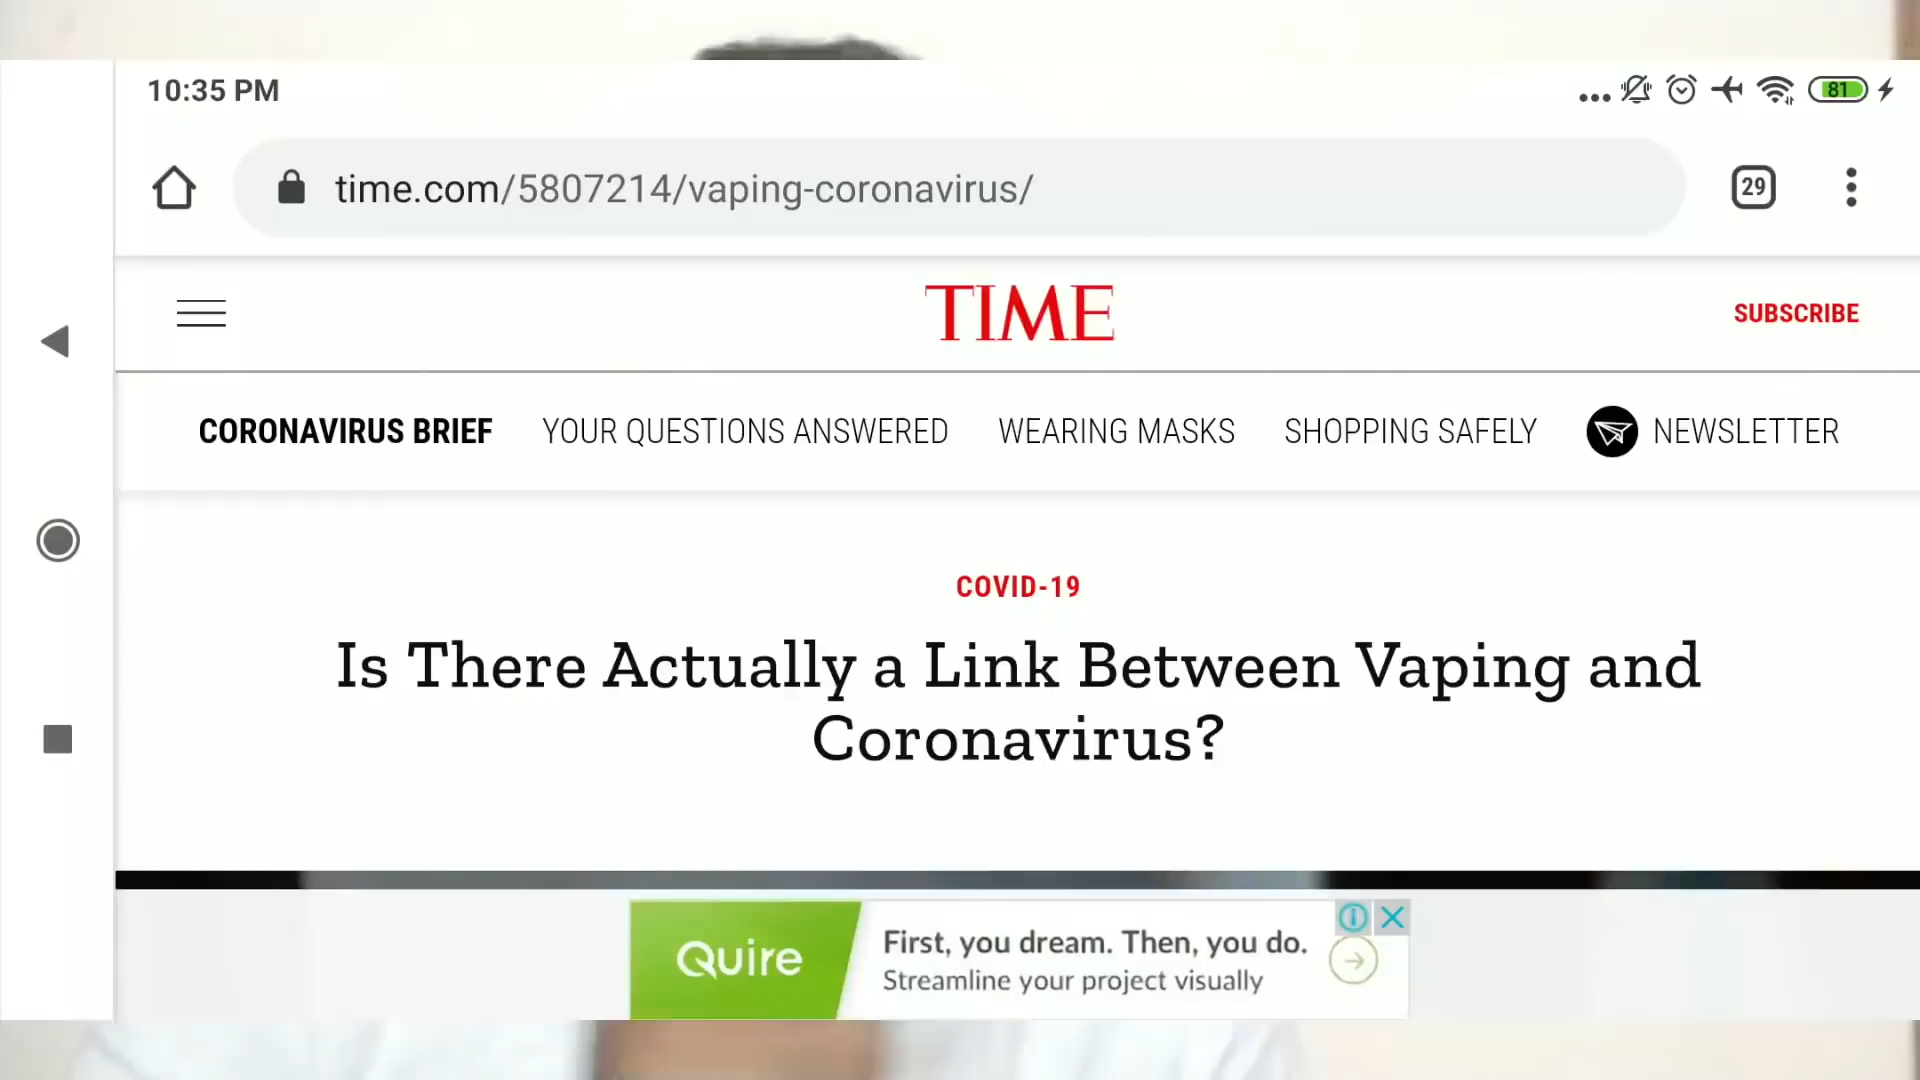 10:35 PM
81
time.com/5807214/vaping-coronavirus/
29
TIME
SUBSCRIBE
CORONAVIRUS BRIEF YOUR QUESTIONS ANSWERED WEARING MASKS SHOPPING SAFELY NEWSLETTER
COVID-19
Is There Actually a Link Between Vaping and
Coronavirus?
Quire
First, you dream. Then, you do.
Streamline your project visually